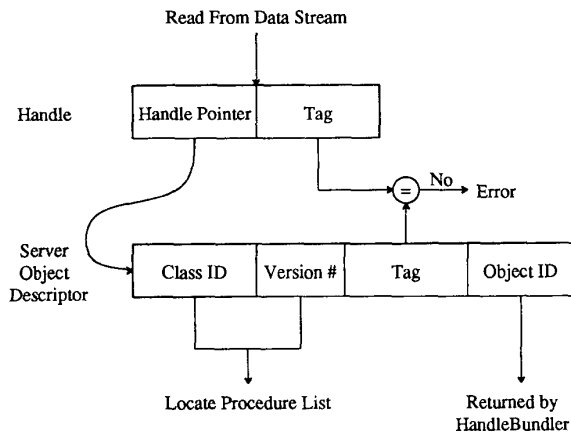 Read From Data Stream
Handle
Handle Pointer
Tag
=
No
Error
Server
Object
Descriptor
Class ID
Version #
Tag
Object ID
Locate Procedure List
Returned by
HandleBundler